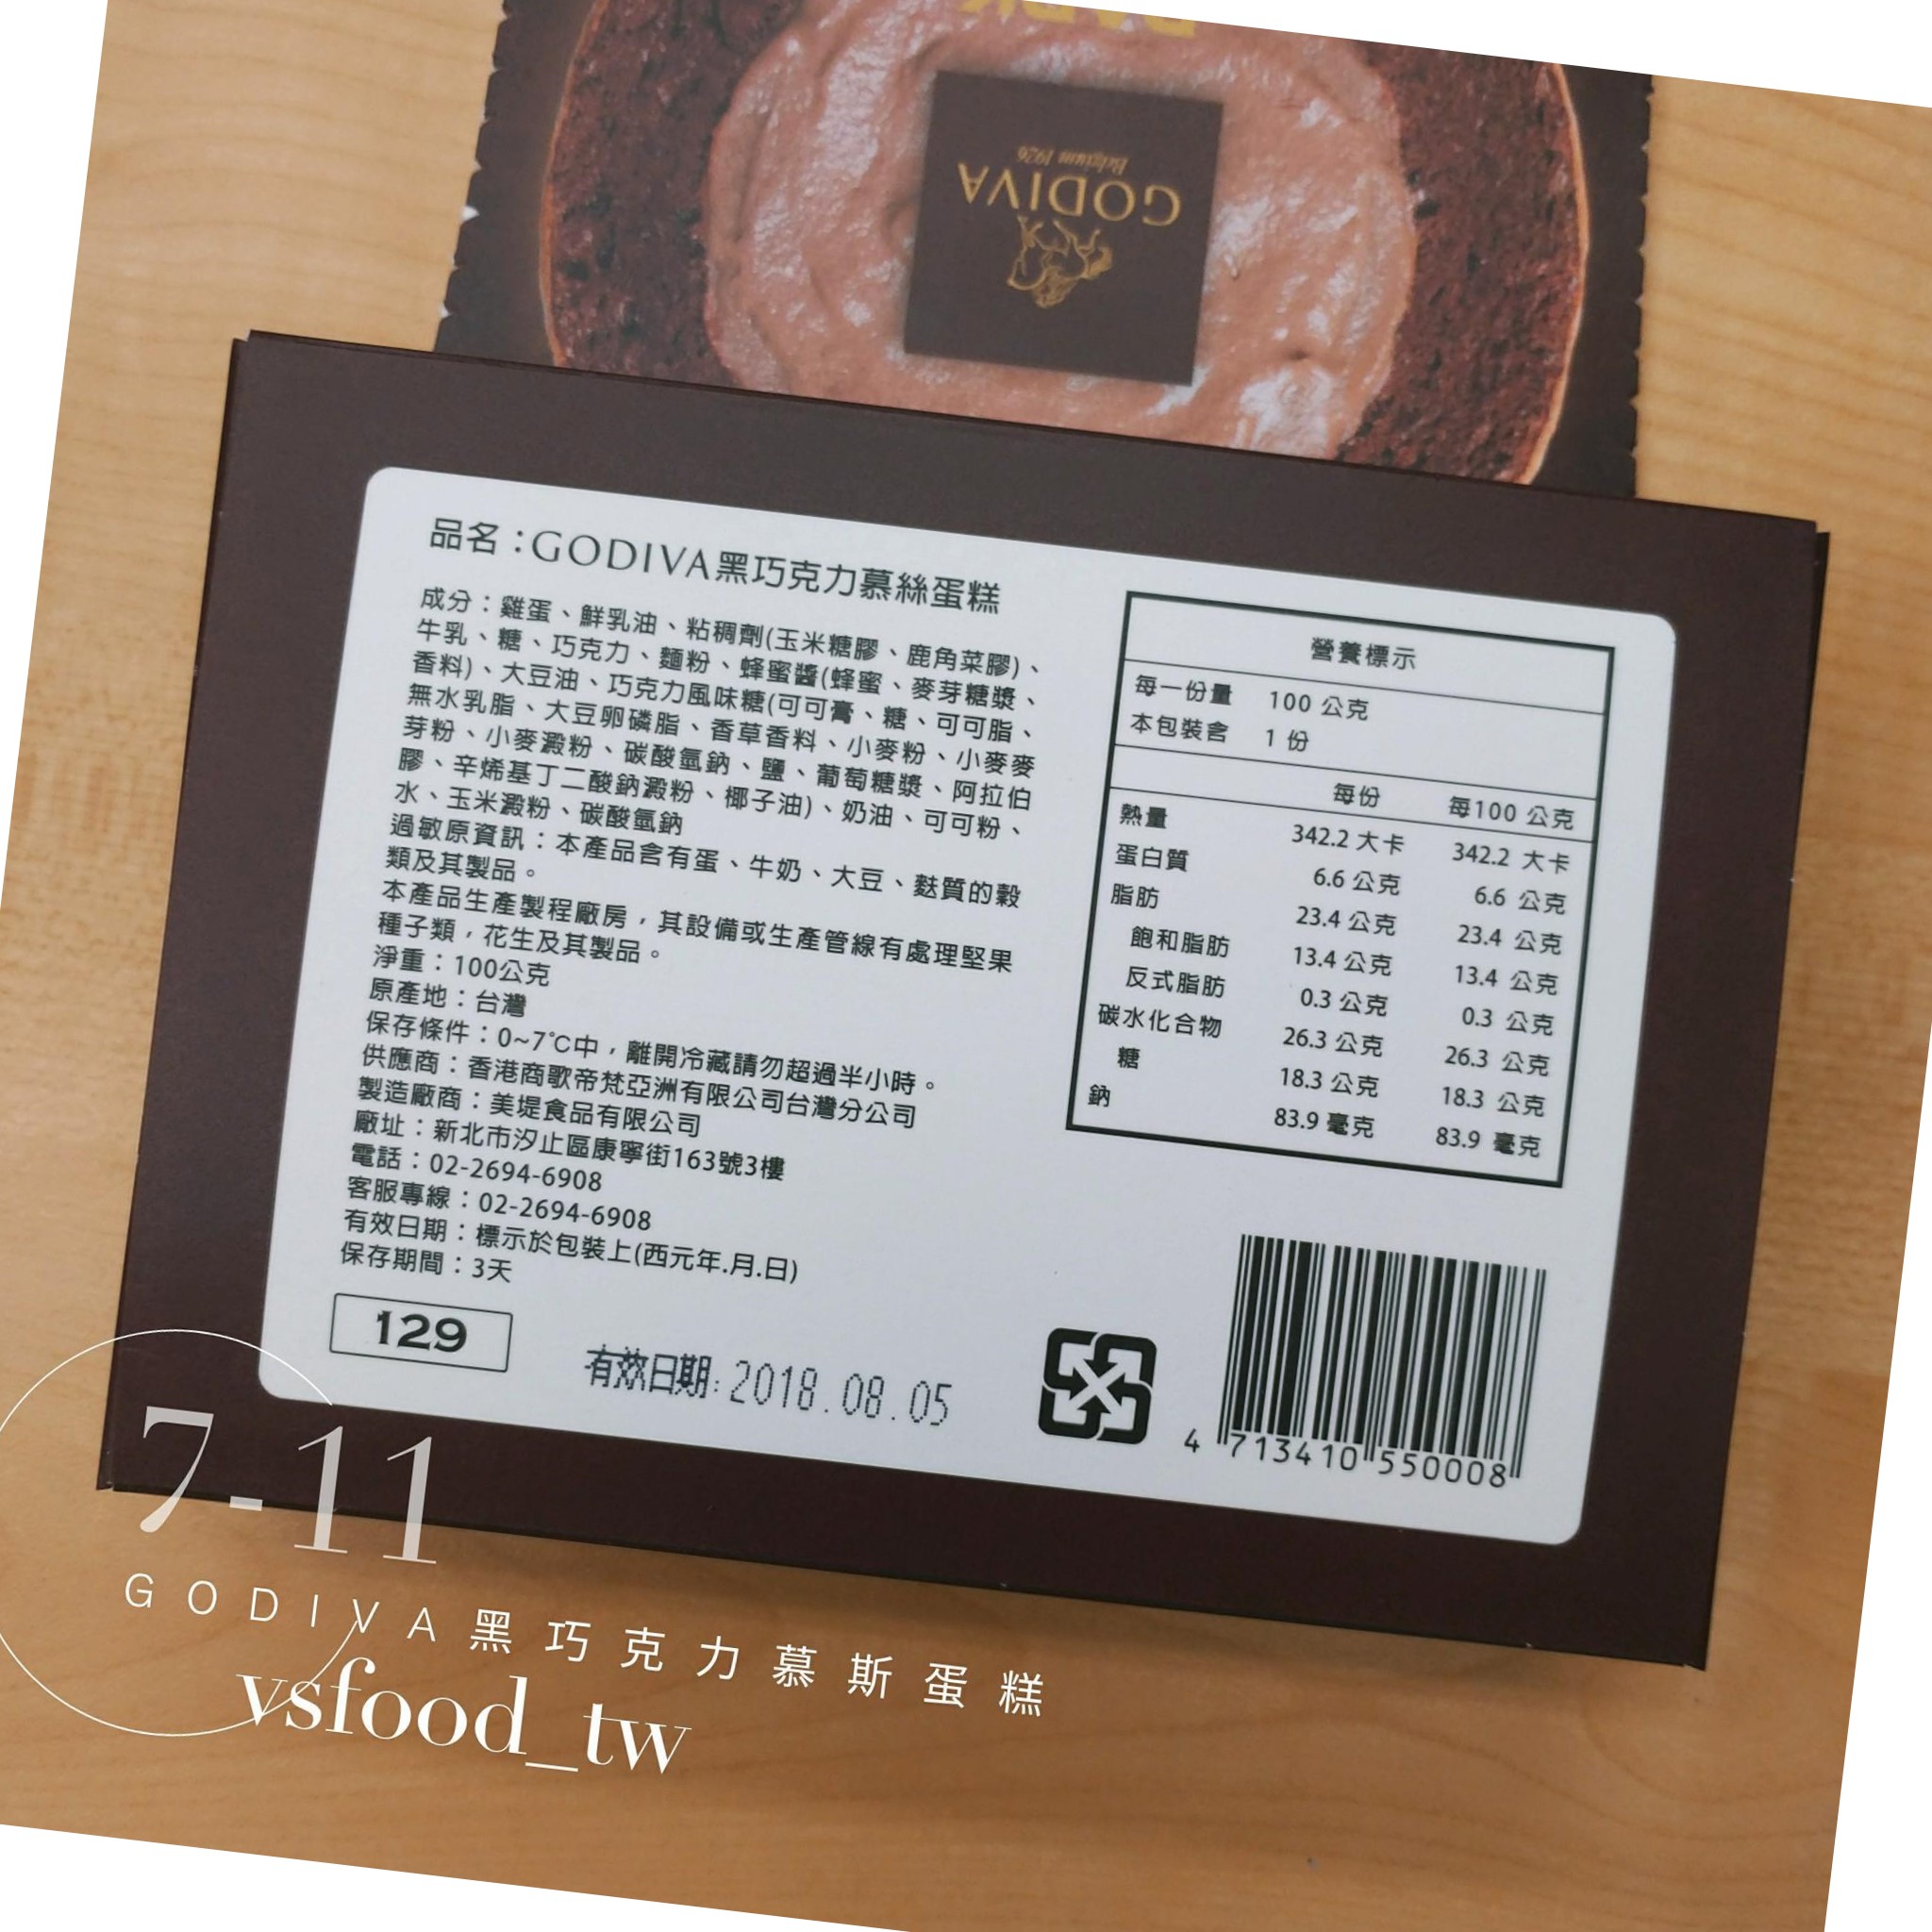 DARK
GODIVA
Belgium 1926
品名：GODIVA黑巧克力慕絲蛋糕
成分：雞蛋、鮮乳油、粘稠劑(玉米糖膠、鹿角菜膠)、
牛乳、糖、巧克力、麵粉、蜂蜜醬(蜂蜜、麥芽糖漿、
香料)、大豆油、巧克力風味糖(可可膏、糖、可可脂、
無水乳脂、大豆卵磷脂、香草香料、小麥粉、小麥麥
芽粉、小麥澱粉、碳酸氫鈉、鹽、葡萄糖漿、阿拉伯
膠、辛烯基丁二酸鈉澱粉、椰子油)、奶油、可可粉、
水、玉米澱粉、碳酸氫鈉
過敏原資訊：本產品含有蛋、牛奶、大豆、麩質的穀
類及其製品。
本產品生產製程廠房，其設備或生產管線有處理堅果
種子類，花生及其製品。
淨重：100公克
原產地：台灣
保存條件：0~7℃中，離開冷藏請勿超過半小時。
供應商：香港商歌帝梵亞洲有限公司台灣分公司
製造廠商：美堤食品有限公司
廠址：新北市汐止區康寧街163號3樓
電話：02-2694-6908
客服專線：02-2694-6908
有效日期：標示於包裝上(西元年.月.日)
保存期間：3天
129
有效日期:2018.08.05
營養標示
每一份量 100 公克
本包裝含 1 份
每份 每100 公克
熱量 342.2 大卡 342.2 大卡
蛋白質 6.6 公克 6.6 公克
脂肪 23.4 公克 23.4 公克
飽和脂肪 13.4 公克 13.4 公克
反式脂肪 0.3 公克 0.3 公克
碳水化合物 26.3 公克 26.3 公克
糖 18.3 公克 18.3 公克
鈉 83.9 毫克 83.9 毫克
4 713410 550008
7-11
GODIVA黑巧克力慕斯蛋糕
vsfood_tw